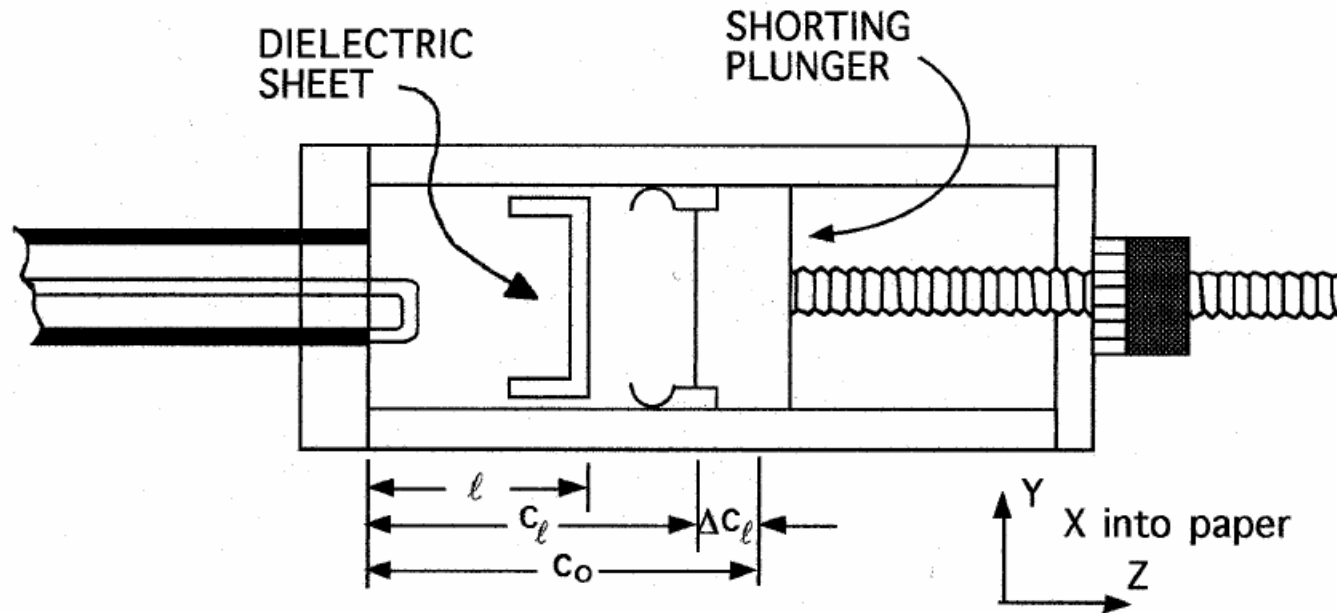 DIELECTRIC
SHEET
SHORTING
PLUNGER
ℓ
Cℓ
ΔCℓ
Co
Y
X into paper
Z